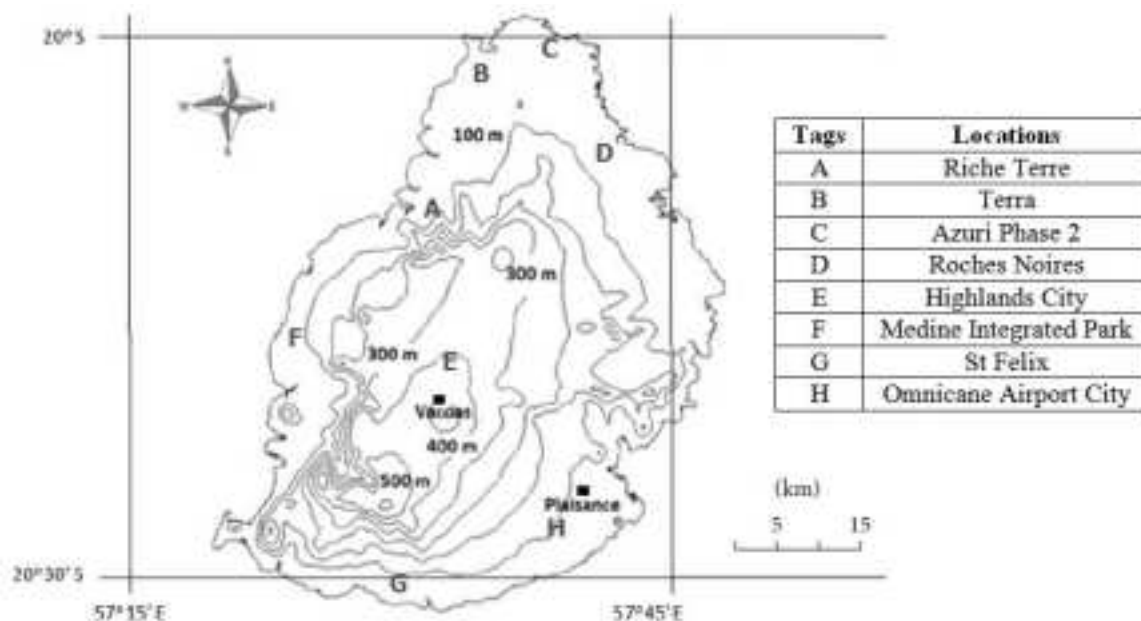 20°S
C
B
N
W E
S
100 m
D
A
300 m
F
300 m
E
Vacoas
400 m
500 m
Plaisance
H
G
20°30'S
57°15'E
57°45'E
Tags Locations
A Riche Terre
B Terra
C Azuri Phase 2
D Roches Noires
E Highlands City
F Medine Integrated Park
G St Felix
H Omnicane Airport City
(km)
5 15